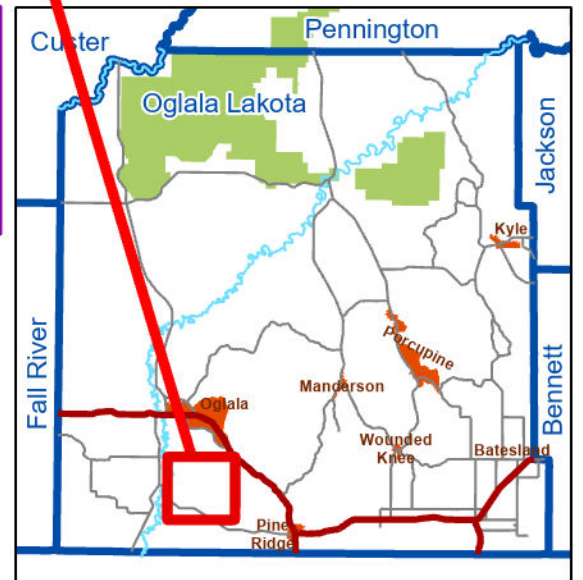 Pennington
Custer
Oglala Lakota
Jackson
Kyle
Porcupine
Fall River
Manderson
Oglala
Bennett
Wounded
Knee
Batesland
Pine
Ridge